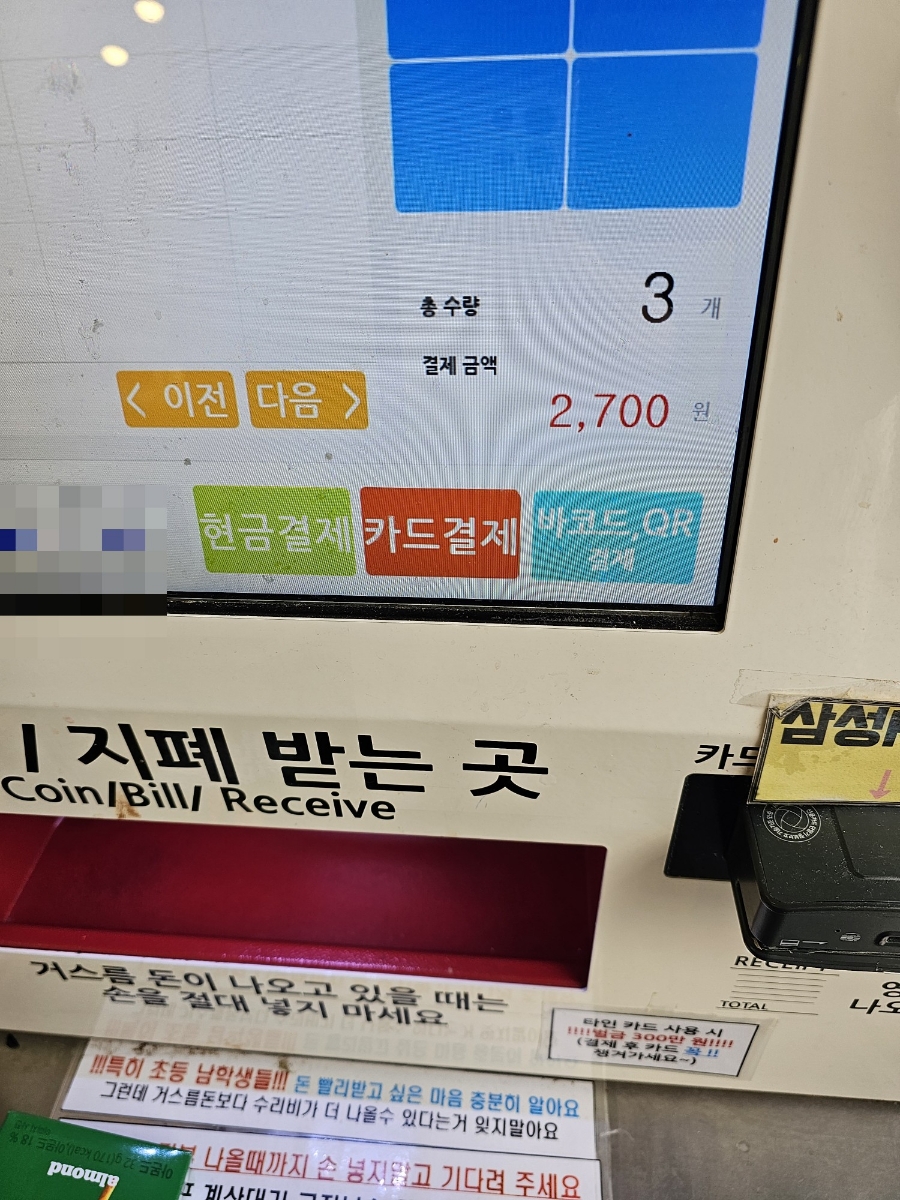 총 수량
3 개
결제 금액
2,700 원
< 이전
다음 >
현금결제
카드결제
바코드,QR
결제
지폐 받는 곳
Coin/Bill/ Receive
카드
삼성
↓
거스름 돈이 나오고 있을 때는
손을 절대 넣지 마세요
RECEIPT
TOTAL
영
나오
타인 카드 사용 시
!!!!벌금 300만 원!!!!
(결제 후 카드 꼭 !!
챙겨가세요~)
!!!특히 초등 남학생들!!! 돈 빨리받고 싶은 마음 충분히 알아요
그런데 거스름돈보다 수리비가 더 나올수 있다는거 잊지말아요
나올때까지 손 넣지말고 기다려 주세요
almond